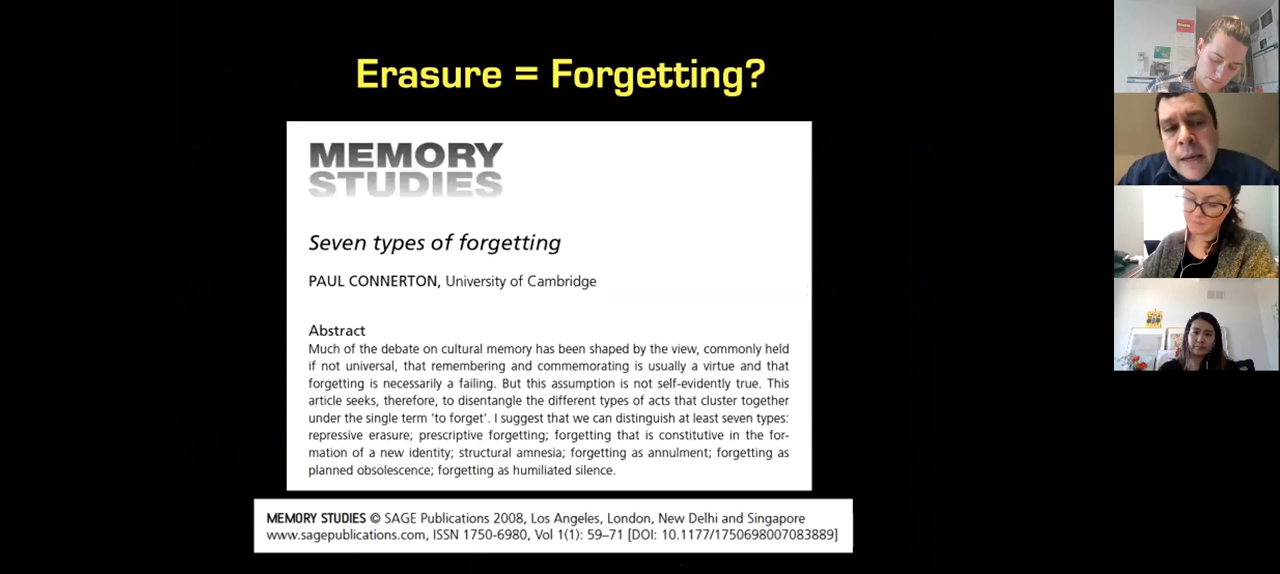 Erasure = Forgetting?
MEMORY
STUDIES
Seven types of forgetting
PAUL CONNERTON, University of Cambridge
Abstract
Much of the debate on cultural memory has been shaped by the view, commonly held
if not universal, that remembering and commemorating is usually a virtue and that
forgetting is necessarily a failing. But this assumption is not self-evidently true. This
article seeks, therefore, to disentangle the different types of acts that cluster together
under the single term ‘to forget’. I suggest that we can distinguish at least seven types:
repressive erasure; prescriptive forgetting; forgetting that is constitutive in the for-
mation of a new identity; structural amnesia; forgetting as annulment; forgetting as
planned obsolescence; forgetting as humiliated silence.
MEMORY STUDIES © SAGE Publications 2008, Los Angeles, London, New Delhi and Singapore
www.sagepublications.com, ISSN 1750-6980, Vol 1(1): 59–71 [DOI: 10.1177/1750698007083889]